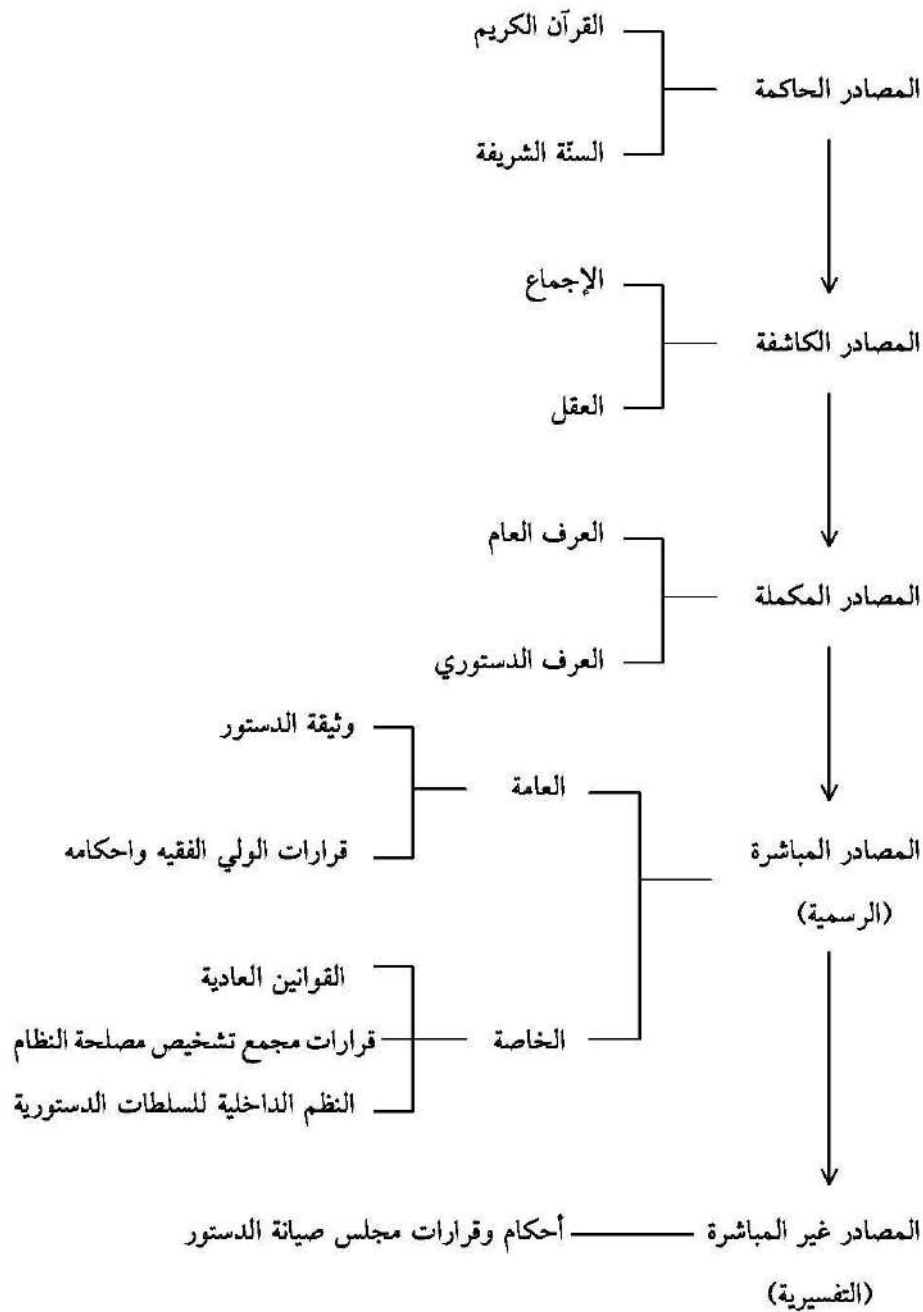 القرآن الكريم
المصادر الحاكمة
السنّة الشريفة
الإجماع
المصادر الكاشفة
العقل
العرف العام
المصادر المكملة
العرف الدستوري
وثيقة الدستور
العامة
قرارات الولي الفقيه واحكامه
المصادر المباشرة
(الرسمية)
القوانين العادية
الخاصة
قرارات مجمع تشخيص مصلحة النظام
النظم الداخلية للسلطات الدستورية
المصادر غير المباشرة
أحكام وقرارات مجلس صيانة الدستور
(التفسيرية)